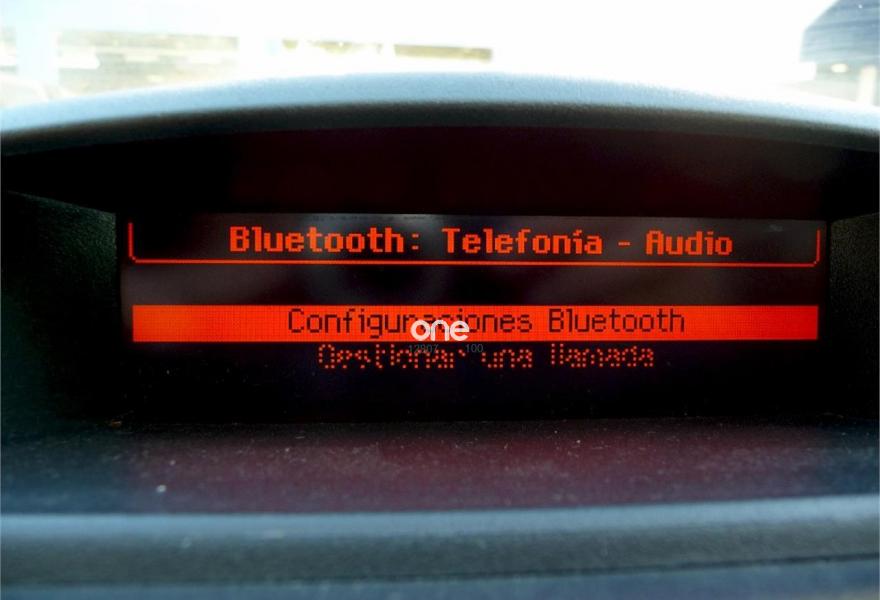 Bluetooth: Telefonía - Audio
Configuraciones Bluetooth
one
Gestionar una llamada